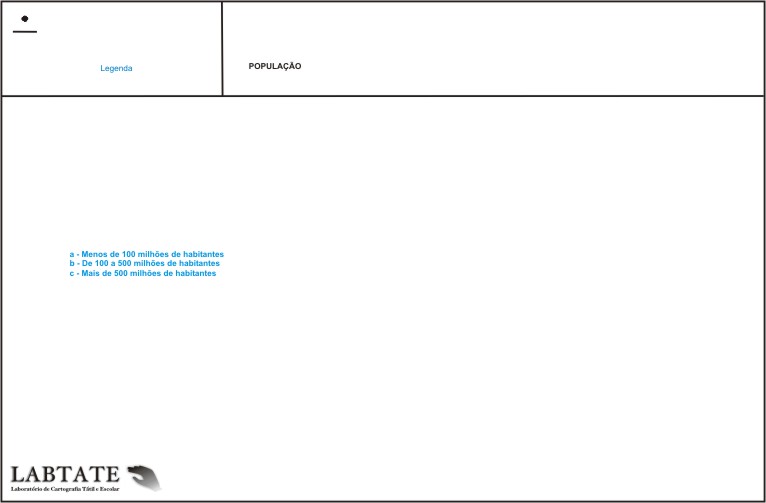 Legenda
POPULAÇÃO
a - Menos de 100 milhões de habitantes
b - De 100 a 500 milhões de habitantes
c - Mais de 500 milhões de habitantes
LABTATE
Laboratório de Cartografia Tátil e Escolar